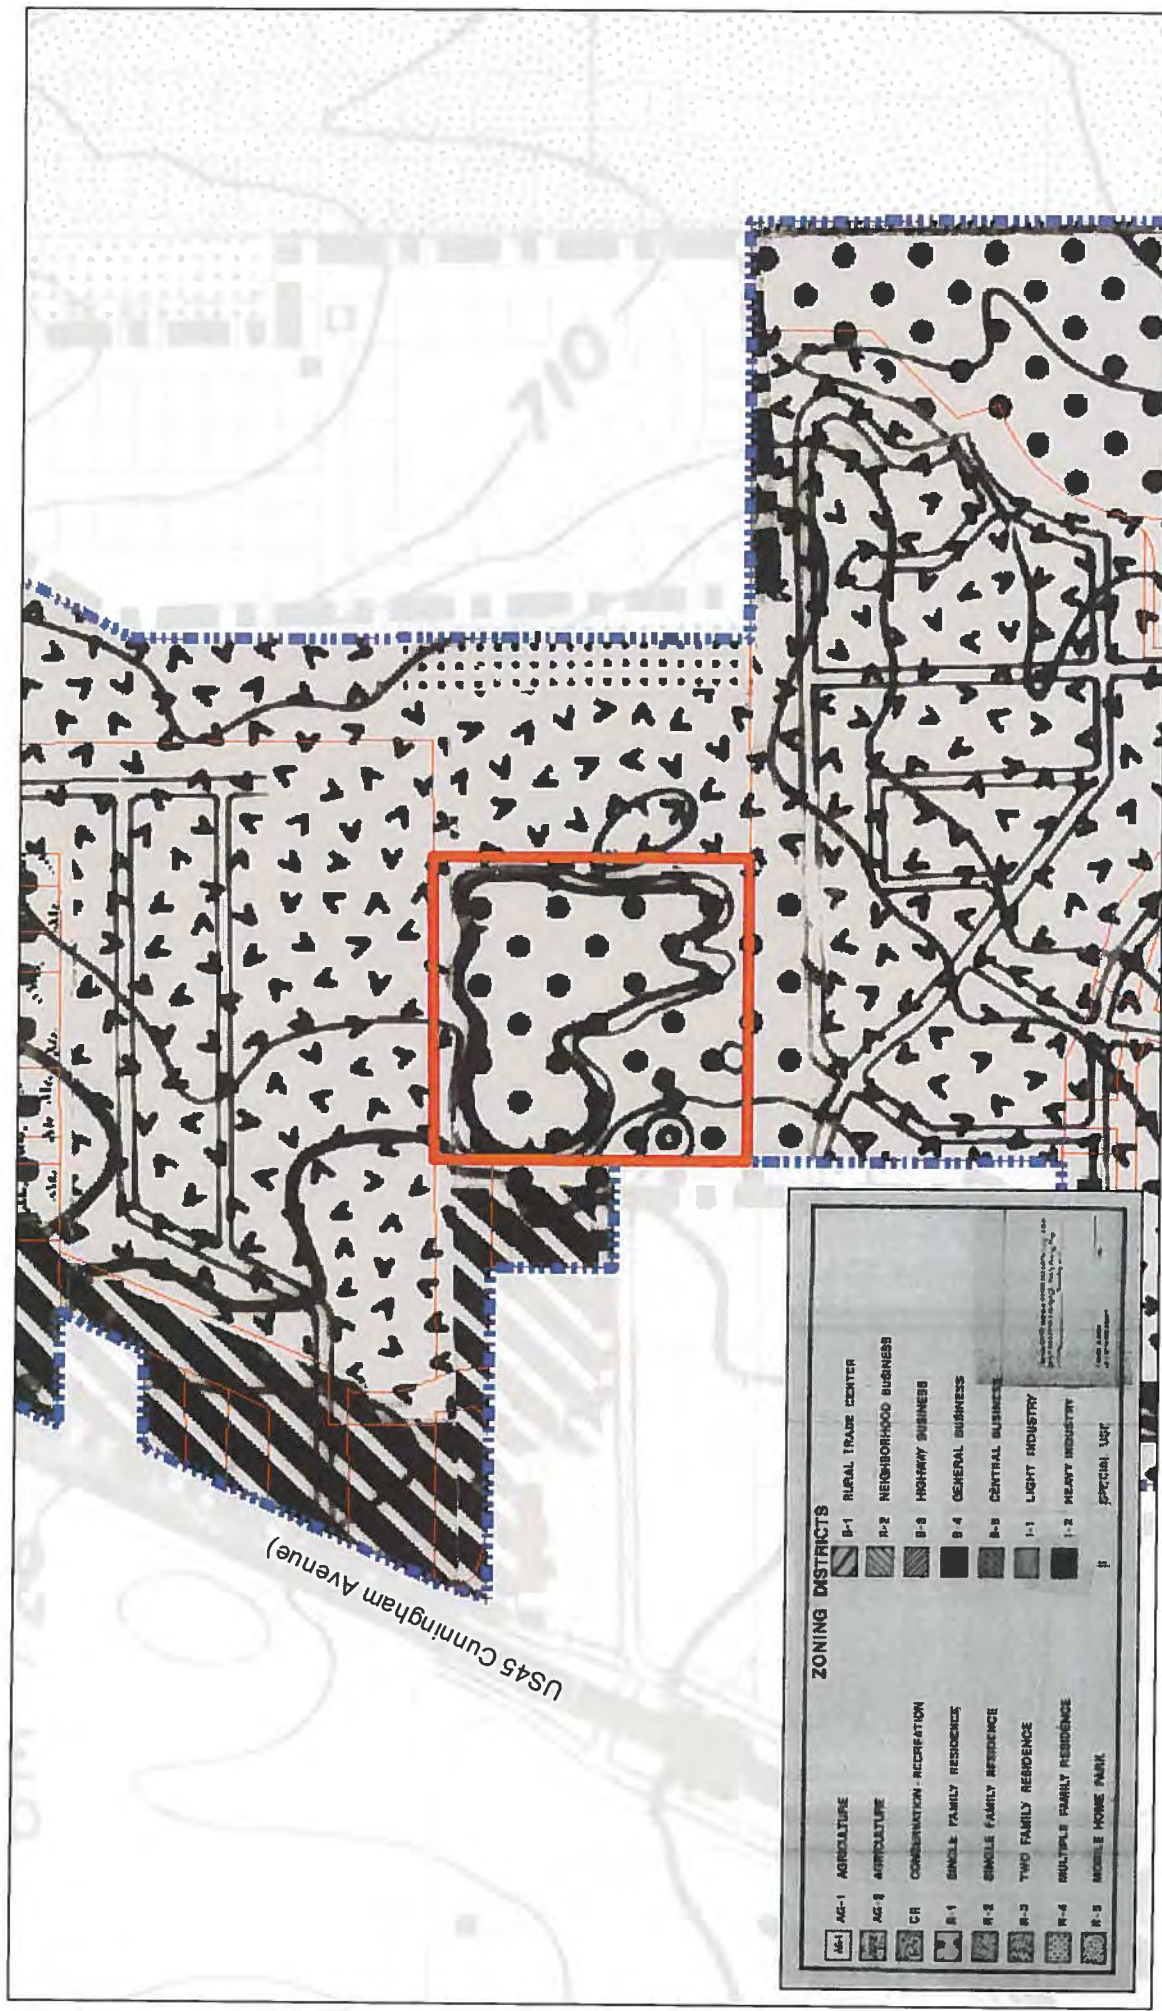 710
US45 Cunningham Avenue)
ZONING DISTRICTS
AG-1 AG-1 AGRICULTURE
AG-2 AGRICULTURE
CR CONSERVATION - RECREATION
R-1 SINGLE FAMILY RESIDENCE
R-2 SINGLE FAMILY RESIDENCE
R-3 TWO FAMILY RESIDENCE
R-4 MULTIPLE FAMILY RESIDENCE
R-5 MOBILE HOME PARK
B-1 RURAL TRADE CENTER
B-2 NEIGHBORHOOD BUSINESS
B-3 HIGHWAY BUSINESS
B-4 GENERAL BUSINESS
B-5 CENTRAL BUSINESS
I-1 LIGHT INDUSTRY
I-2 HEAVY INDUSTRY
SPECIAL USE